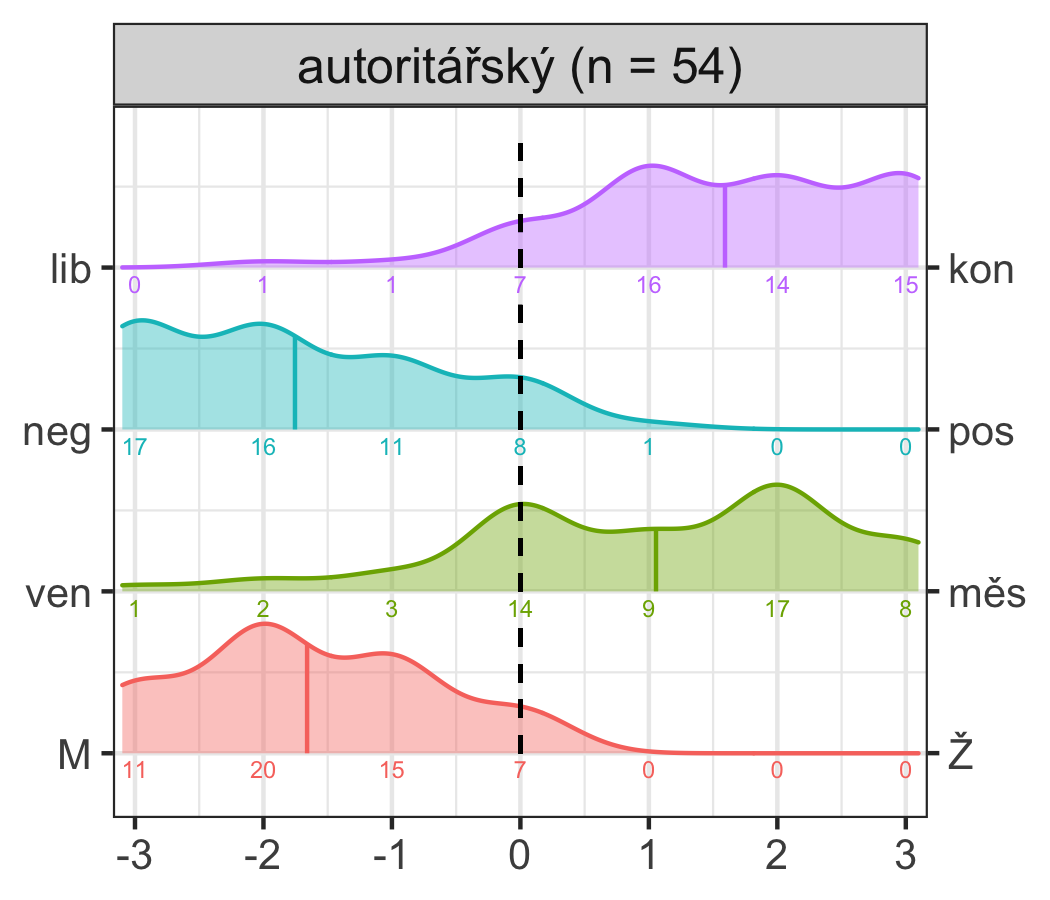 autoritářský (n = 54)
lib kon
0 1 1 7 16 14 15
neg pos
17 16 11 8 1 0 0
ven měs
1 2 3 14 9 17 8
M Ž
11 20 15 7 0 0 0
-3 -2 -1 0 1 2 3